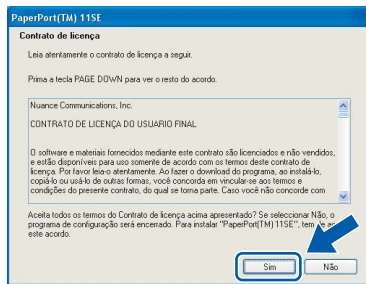 PaperPort(TM) 11SE
Contrato de licença
Leia atentamente o contrato de licença a seguir.
Prima a tecla PAGE DOWN para ver o resto do acordo.
Nuance Communications, Inc.
CONTRATO DE LICENÇA DO USUARIO FINAL
O software e materiais fornecidos mediante este contrato são licenciados e não vendidos,
e estão disponíveis para uso somente de acordo com os termos deste contrato de
licença. Por favor leia-o atentamente. Ao fazer o download do programa, ao instalá-lo,
copiá-lo ou usá-lo de outras formas, você concorda em vincular-se aos termos e
condições do presente contrato, do qual se torna parte. Caso você não concorde com
Aceita todos os termos do Contrato de licença acima apresentado? Se seleccionar Não, o
programa de configuração será encerrado. Para instalar "PaperPort(TM) 11SE", tem de
este acordo.
Sim
Não